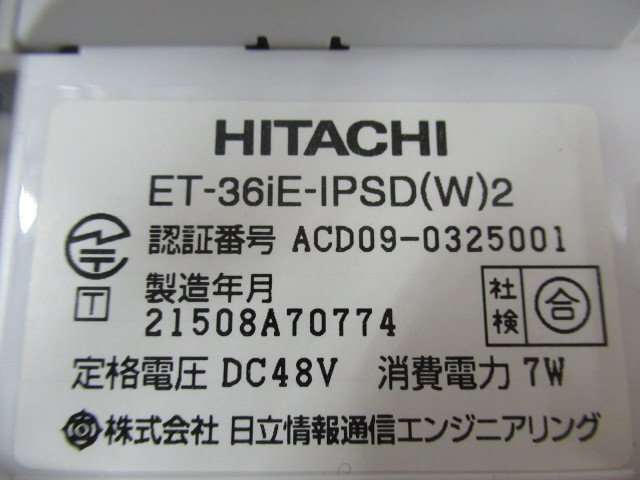 HITACHI
ET-36iE-IPSD(W)2
認証番号 ACD09-0325001
T
製造年月
21508A70774
社検 合
定格電圧 DC48V 消費電力 7W
株式会社 日立情報通信エンジニアリング